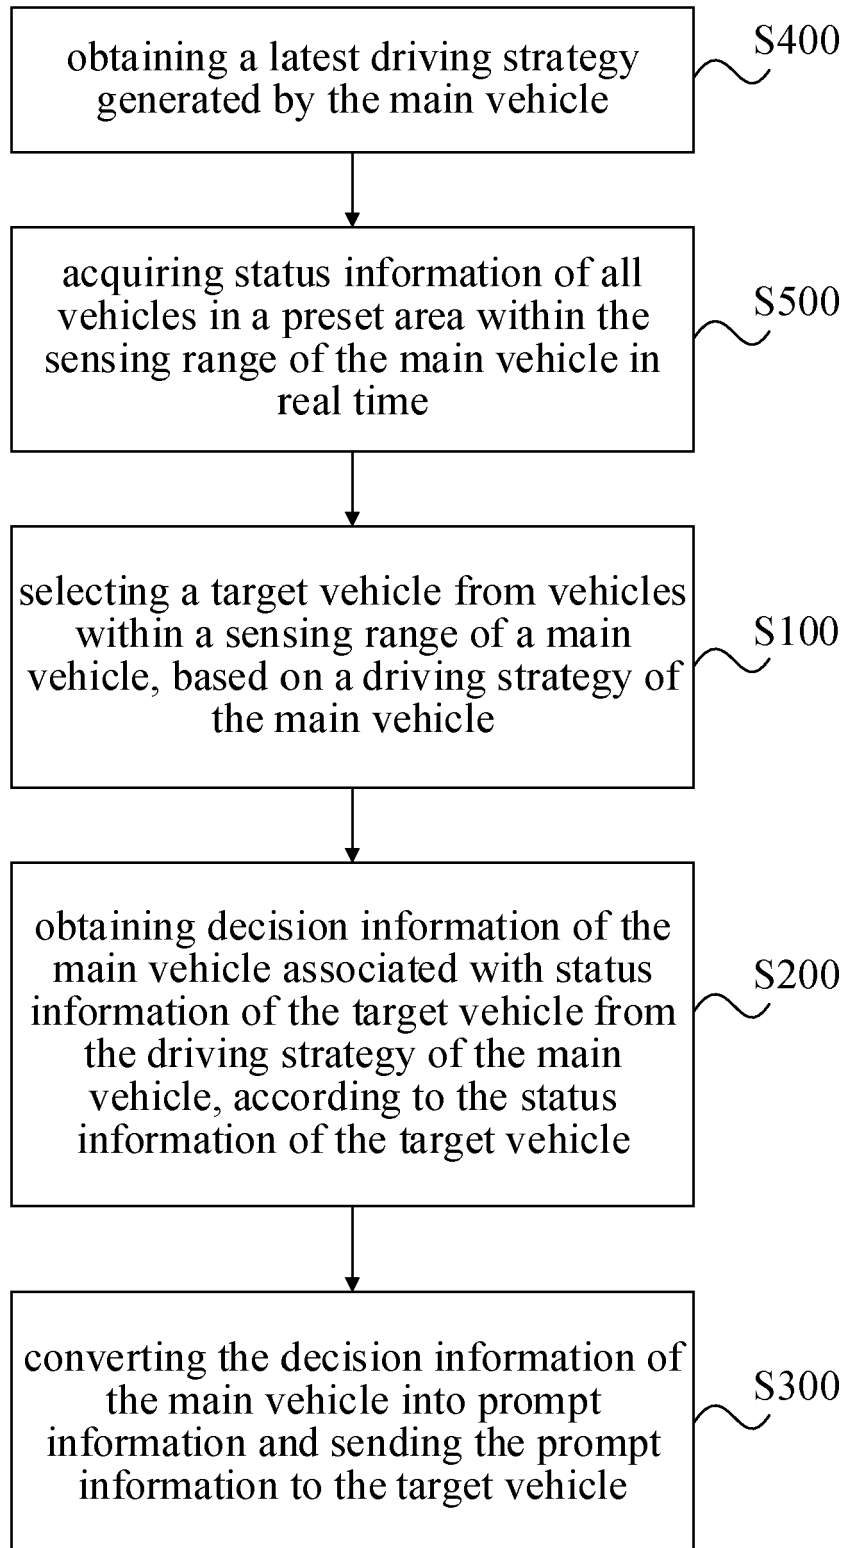 obtaining a latest driving strategy
generated by the main vehicle
S400
acquiring status information of all
vehicles in a preset area within the
sensing range of the main vehicle in
real time
S500
selecting a target vehicle from vehicles
within a sensing range of a main
vehicle, based on a driving strategy of
the main vehicle
S100
obtaining decision information of the
main vehicle associated with status
information of the target vehicle from
the driving strategy of the main
vehicle, according to the status
information of the target vehicle
S200
converting the decision information of
the main vehicle into prompt
information and sending the prompt
information to the target vehicle
S300